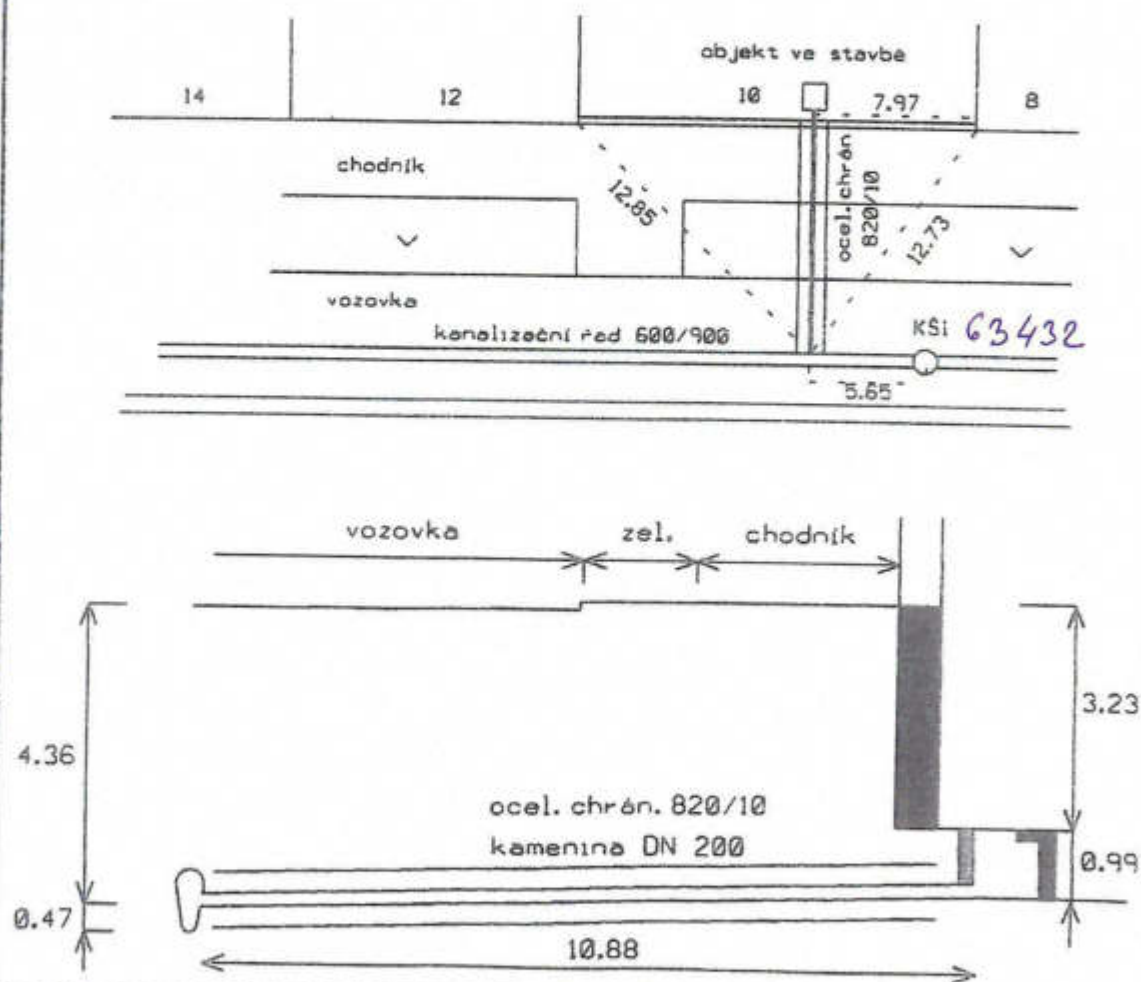 objekt ve stavbě
14
12
10
7.97
8
chodník
12.85
ocel.chrán
820/10
12.73
vozovka
kanalizační řad 600/900
KŠ1 63432
5.65
vozovka
zel.
chodník
4.36
3.23
ocel. chrán. 820/10
kamenina DN 200
0.99
0.47
10.88